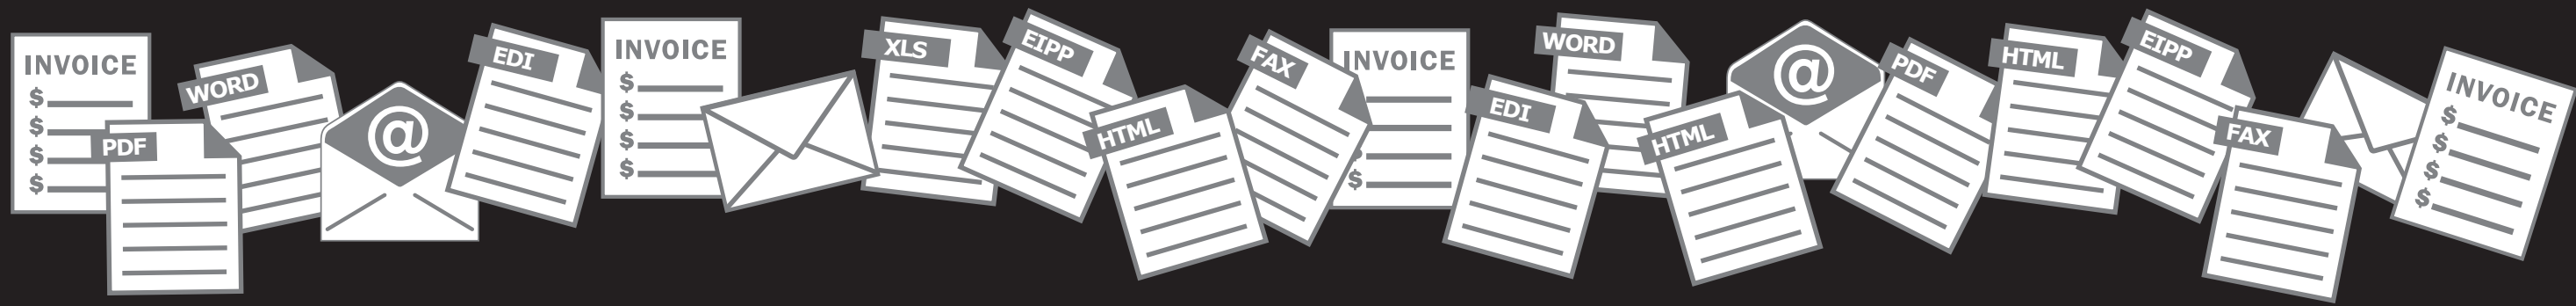 INVOICE
$
$
$
$
PDF
WORD
@
EDI
INVOICE
$
$
$
$
XLS
EIPP
HTML
FAX
INVOICE
$
$
EDI
WORD
HTML
@
PDF
HTML
EIPP
FAX
INVOICE
$
$
$
$